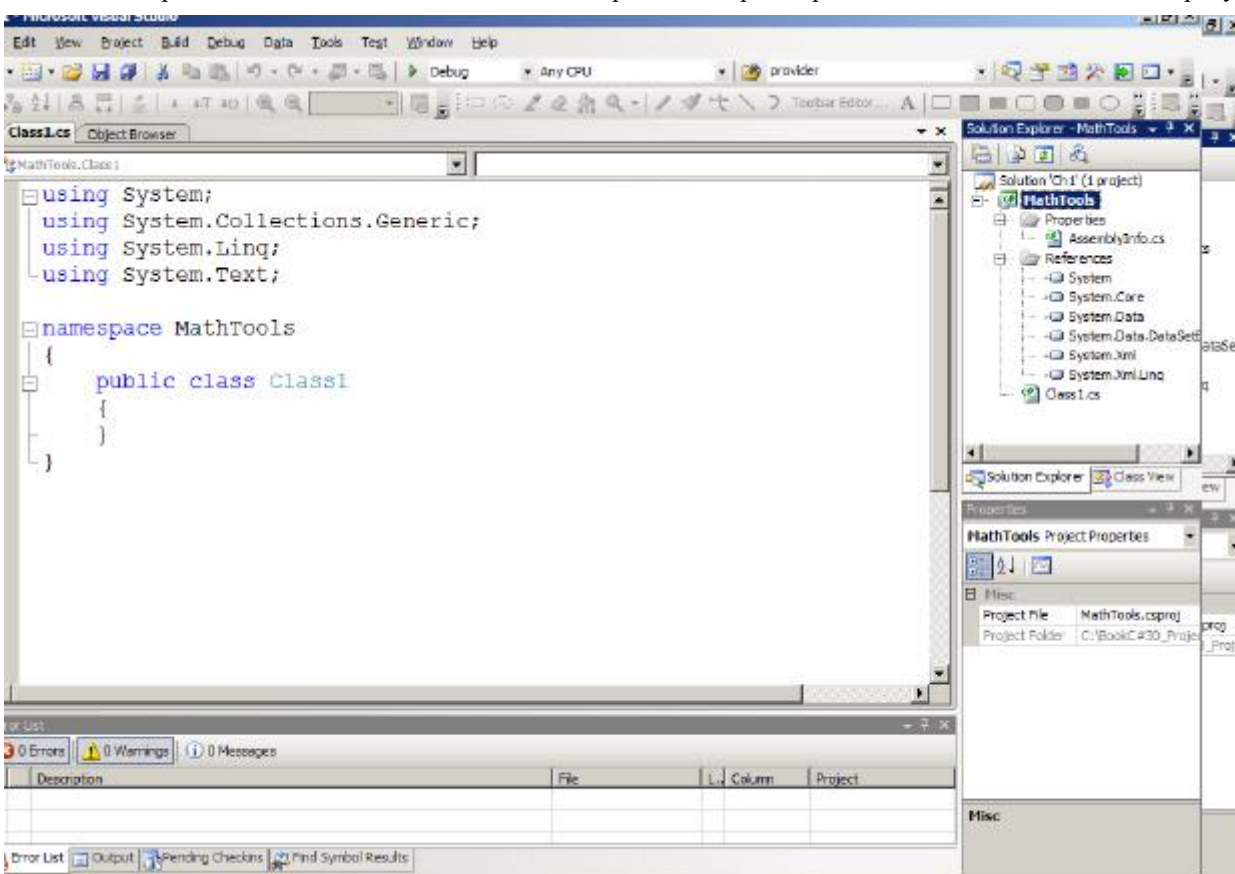 Microsoft Visual Studio
Edit View Project Build Debug Data Tools Test Window Help
Debug Any CPU provider
Toolbar Editor...
Class1.cs Object Browser
MathTools.Class1
using System;
using System.Collections.Generic;
using System.Linq;
using System.Text;
namespace MathTools
{
public class Class1
{
}
}
Solution Explorer - MathTools
Solution 'Ch1' (1 project)
MathTools
Properties
AssemblyInfo.cs
References
System
System.Core
System.Data
System.Data.DataSetE
System.Xml
System.Xml.Linq
Class1.cs
Solution Explorer Class View
Properties
MathTools Project Properties
Misc
Project File MathTools.csproj
Project Folder C:\BookC#30_Projec
Misc
0 Errors 0 Warnings 0 Messages
Description File L.. Column Project
Error List Output Pending Checkins Find Symbol Results